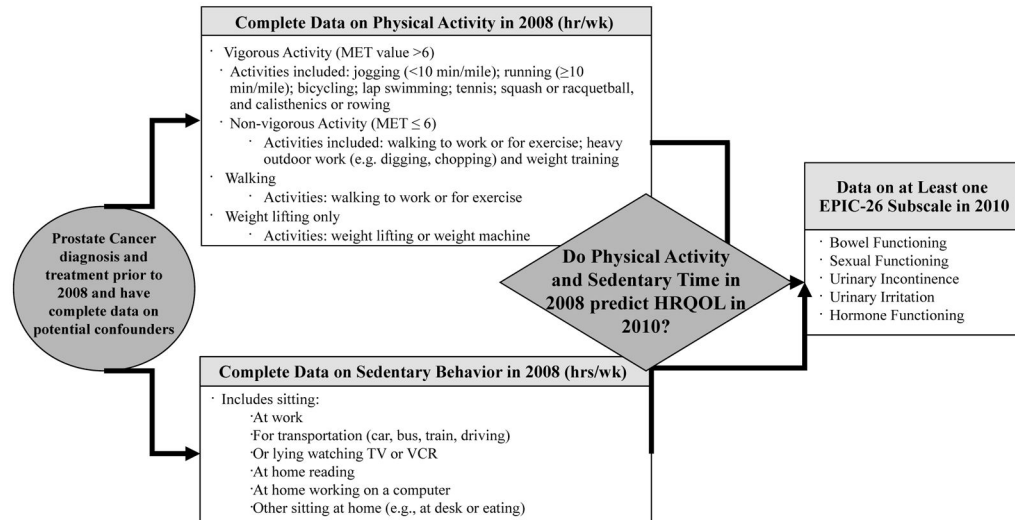 Complete Data on Physical Activity in 2008 (hr/wk)
· Vigorous Activity (MET value >6)
· Activities included: jogging (<10 min/mile); running (≥10
min/mile); bicycling; lap swimming; tennis; squash or racquetball,
and calisthenics or rowing
· Non-vigorous Activity (MET ≤ 6)
· Activities included: walking to work or for exercise; heavy
outdoor work (e.g. digging, chopping) and weight training
· Walking
· Activities: walking to work or for exercise
· Weight lifting only
· Activities: weight lifting or weight machine
Prostate Cancer
diagnosis and
treatment prior to
2008 and have
complete data on
potential confounders
Do Physical Activity
and Sedentary Time in
2008 predict HRQOL in
2010?
Data on at Least one
EPIC-26 Subscale in 2010
· Bowel Functioning
· Sexual Functioning
· Urinary Incontinence
· Urinary Irritation
· Hormone Functioning
Complete Data on Sedentary Behavior in 2008 (hrs/wk)
· Includes sitting:
·At work
·For transportation (car, bus, train, driving)
·Or lying watching TV or VCR
·At home reading
·At home working on a computer
·Other sitting at home (e.g., at desk or eating)